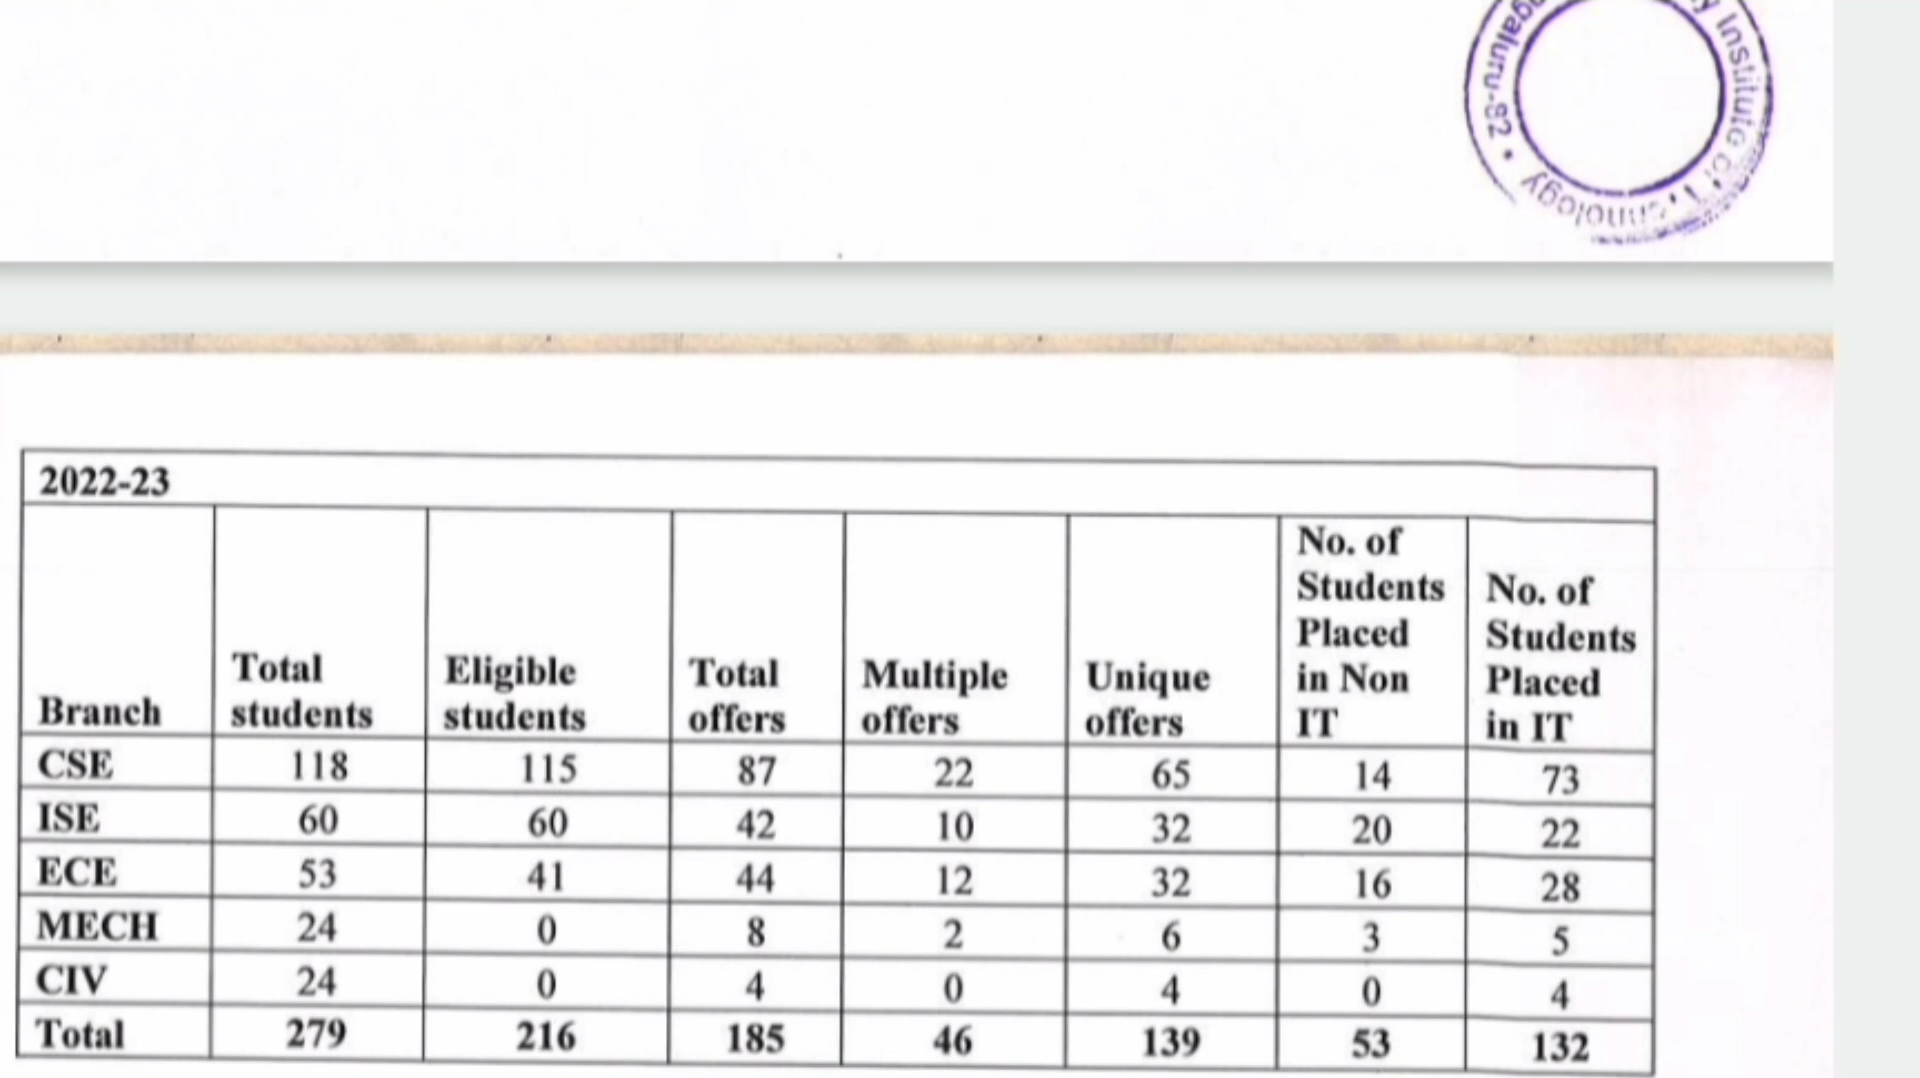 Institute
2022-23
Branch Total students Eligible students Total offers Multiple offers Unique offers No. of Students Placed in Non IT No. of Students Placed in IT
CSE 118 115 87 22 65 14 73
ISE 60 60 42 10 32 20 22
ECE 53 41 44 12 32 16 28
MECH 24 0 8 2 6 3 5
CIV 24 0 4 0 4 0 4
Total 279 216 185 46 139 53 132